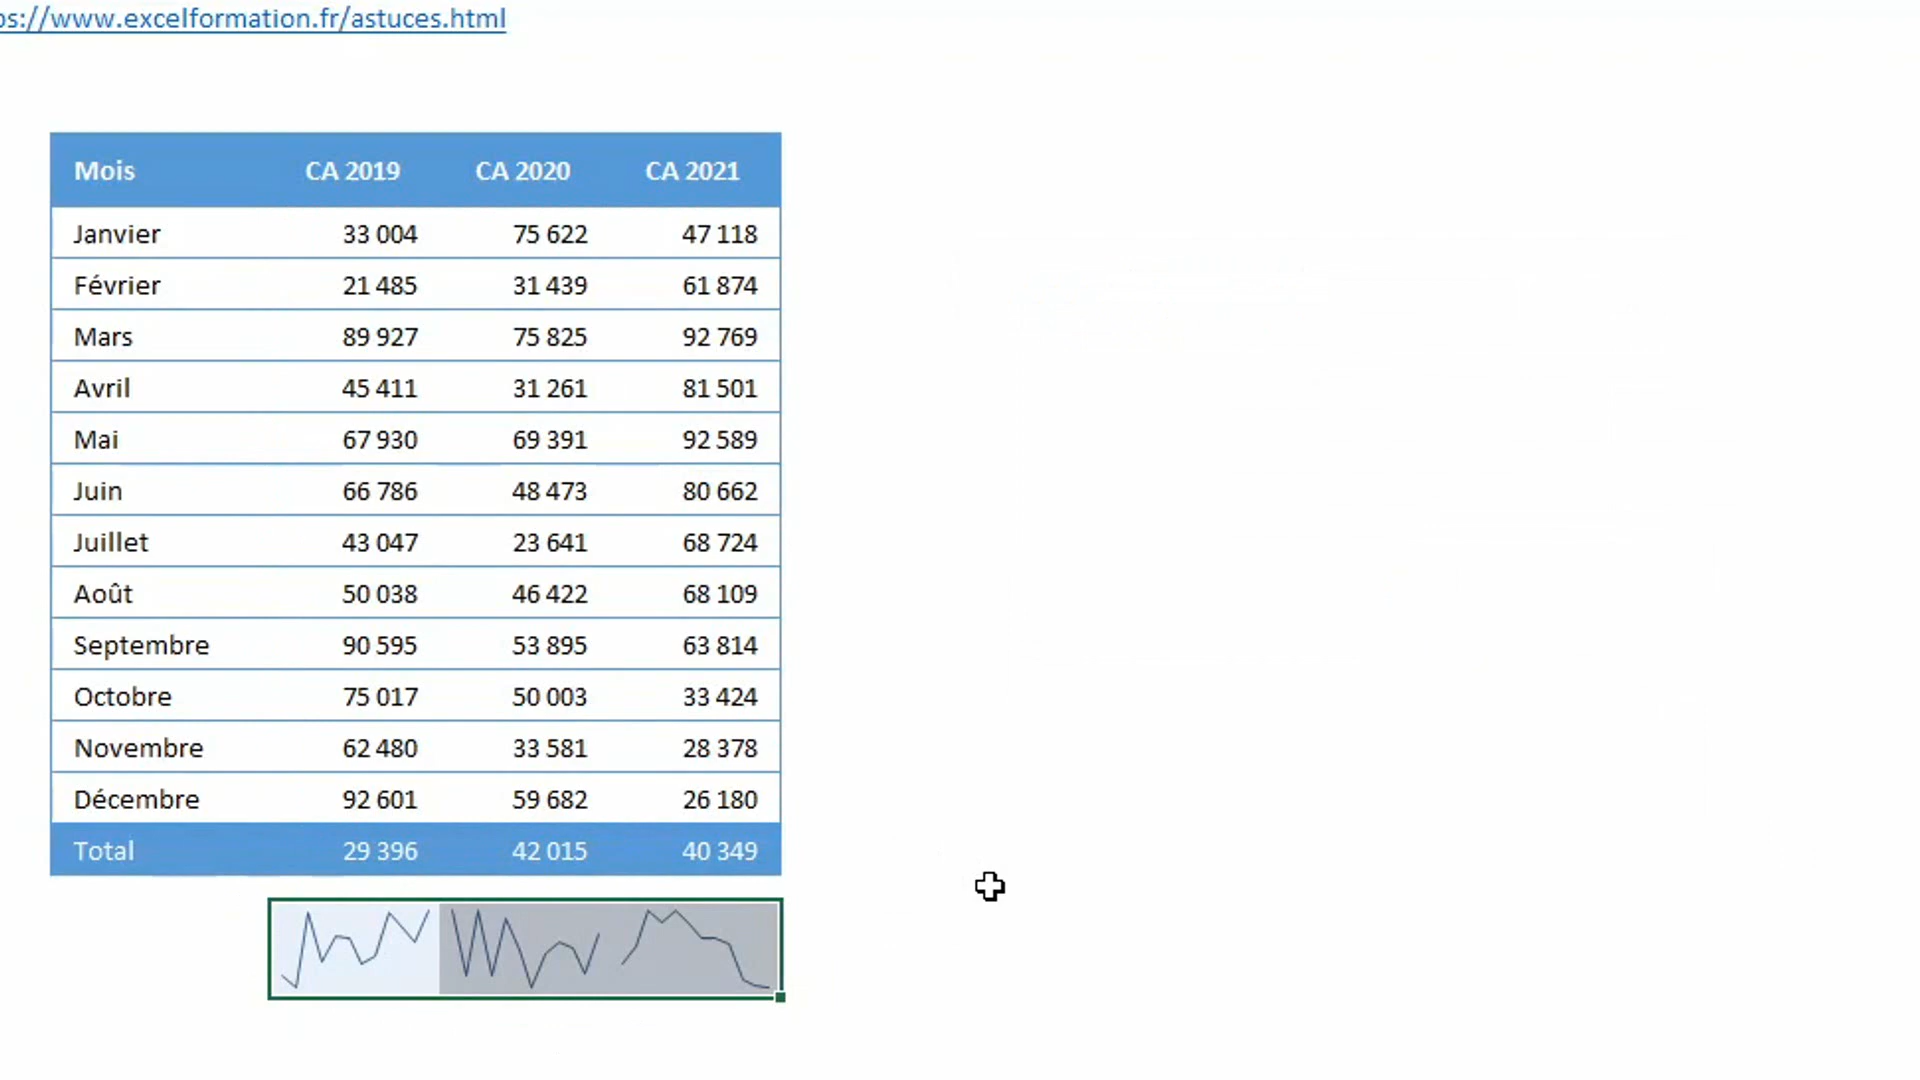 ps://www.excelformation.fr/astuces.html
Mois CA 2019 CA 2020 CA 2021
Janvier 33 004 75 622 47 118
Février 21 485 31 439 61 874
Mars 89 927 75 825 92 769
Avril 45 411 31 261 81 501
Mai 67 930 69 391 92 589
Juin 66 786 48 473 80 662
Juillet 43 047 23 641 68 724
Août 50 038 46 422 68 109
Septembre 90 595 53 895 63 814
Octobre 75 017 50 003 33 424
Novembre 62 480 33 581 28 378
Décembre 92 601 59 682 26 180
Total 29 396 42 015 40 349